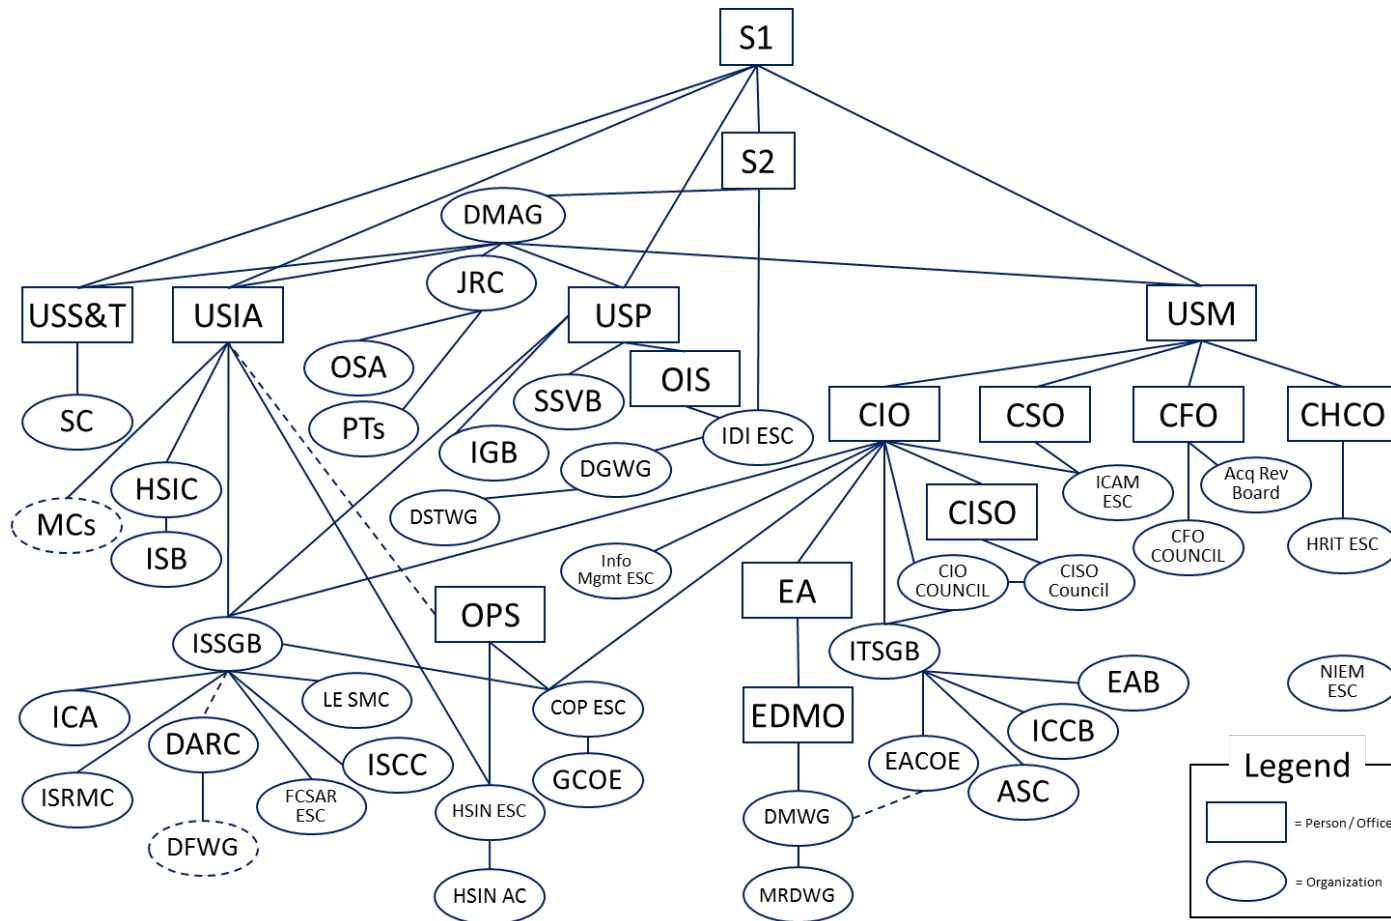 S1
S2
DMAG
JRC
USS&T
USIA
USP
USM
OSA
OIS
SC
SSVB
PTs
CIO
CSO
CFO
CHCO
IGB
IDI ESC
DGWG
HSIC
MCs
DSTWG
ICAM
ESC
Acq Rev
Board
CISO
ISB
CFO
COUNCIL
HRIT ESC
Info
Mgmt ESC
EA
CIO
COUNCIL
CISO
Council
OPS
ISSGB
ITSGB
ICA
LE SMC
COP ESC
EAB
NIEM
ESC
EDMO
ICCB
DARC
ISCC
GCOE
EACOE
ASC
ISRMC
FCSAR
ESC
HSIN ESC
DMWG
DFWG
HSIN AC
MRDWG
Legend
= Person / Office
= Organization